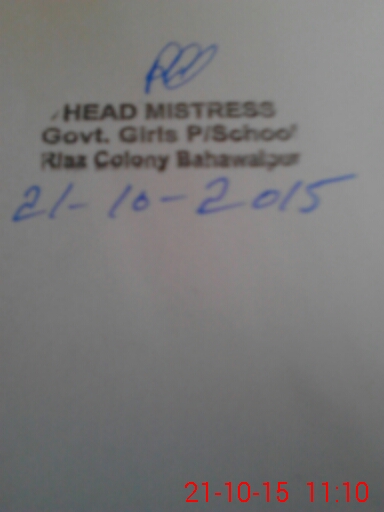 HEAD MISTRESS
Govt. Girls P/School
Riaz Colony Bahawalpur
21-10-2015
21-10-15 11:10